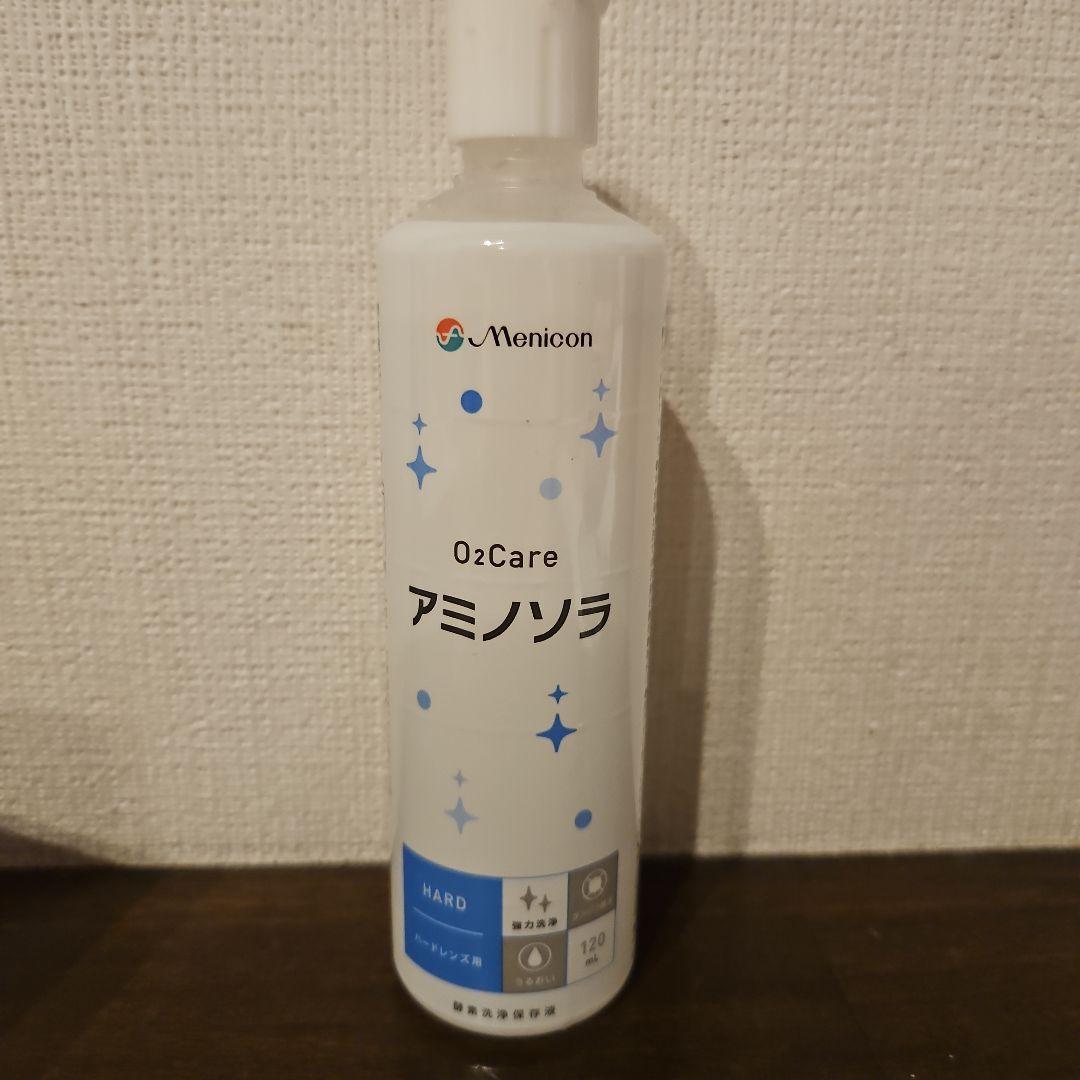 Menicon
O2Care
アミノソラ
HARD
ハードレンズ用
強力洗浄
うるおい
120
mL
酵素洗浄保存液